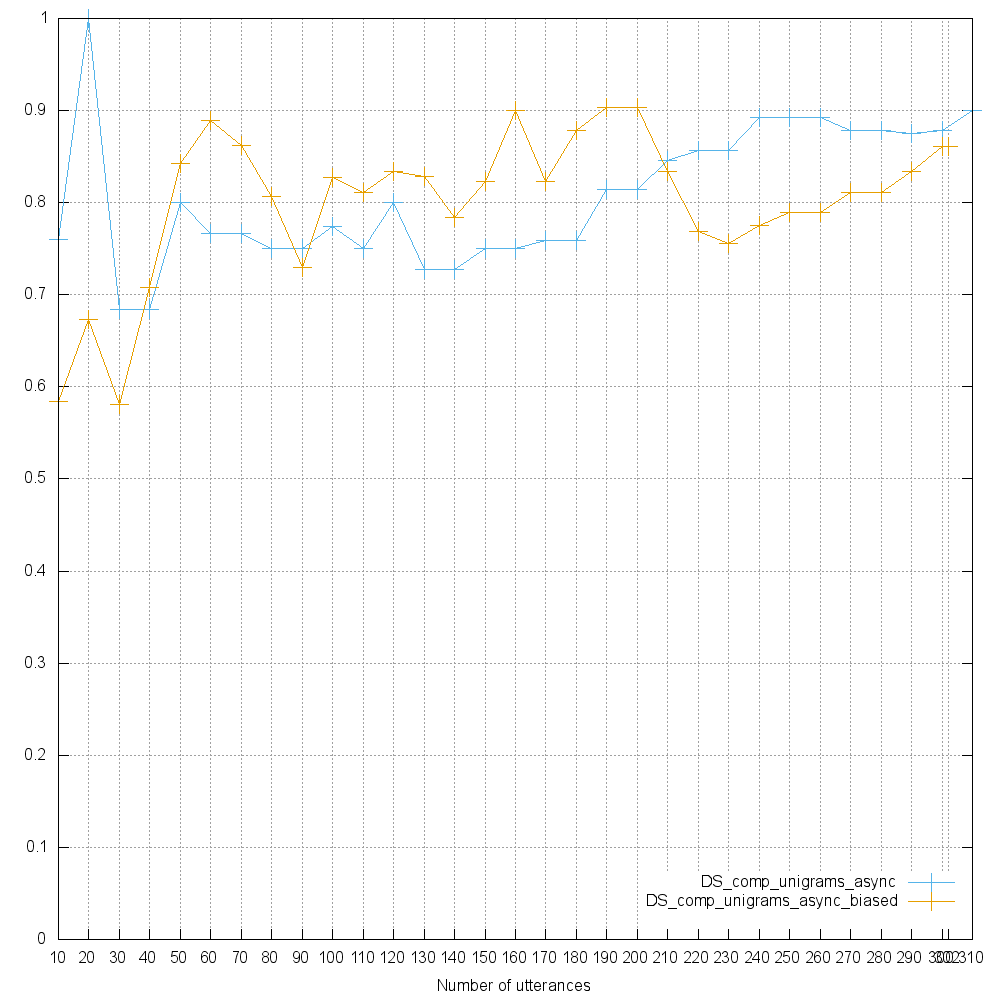 1
0.9
0.8
0.7
0.6
0.5
0.4
0.3
0.2
0.1
0
DS_comp_unigrams_async
DS_comp_unigrams_async_biased
10 20 30 40 50 60 70 80 90 100 110 120 130 140 150 160 170 180 190 200 210 220 230 240 250 260 270 280 290 300 302 310
Number of utterances